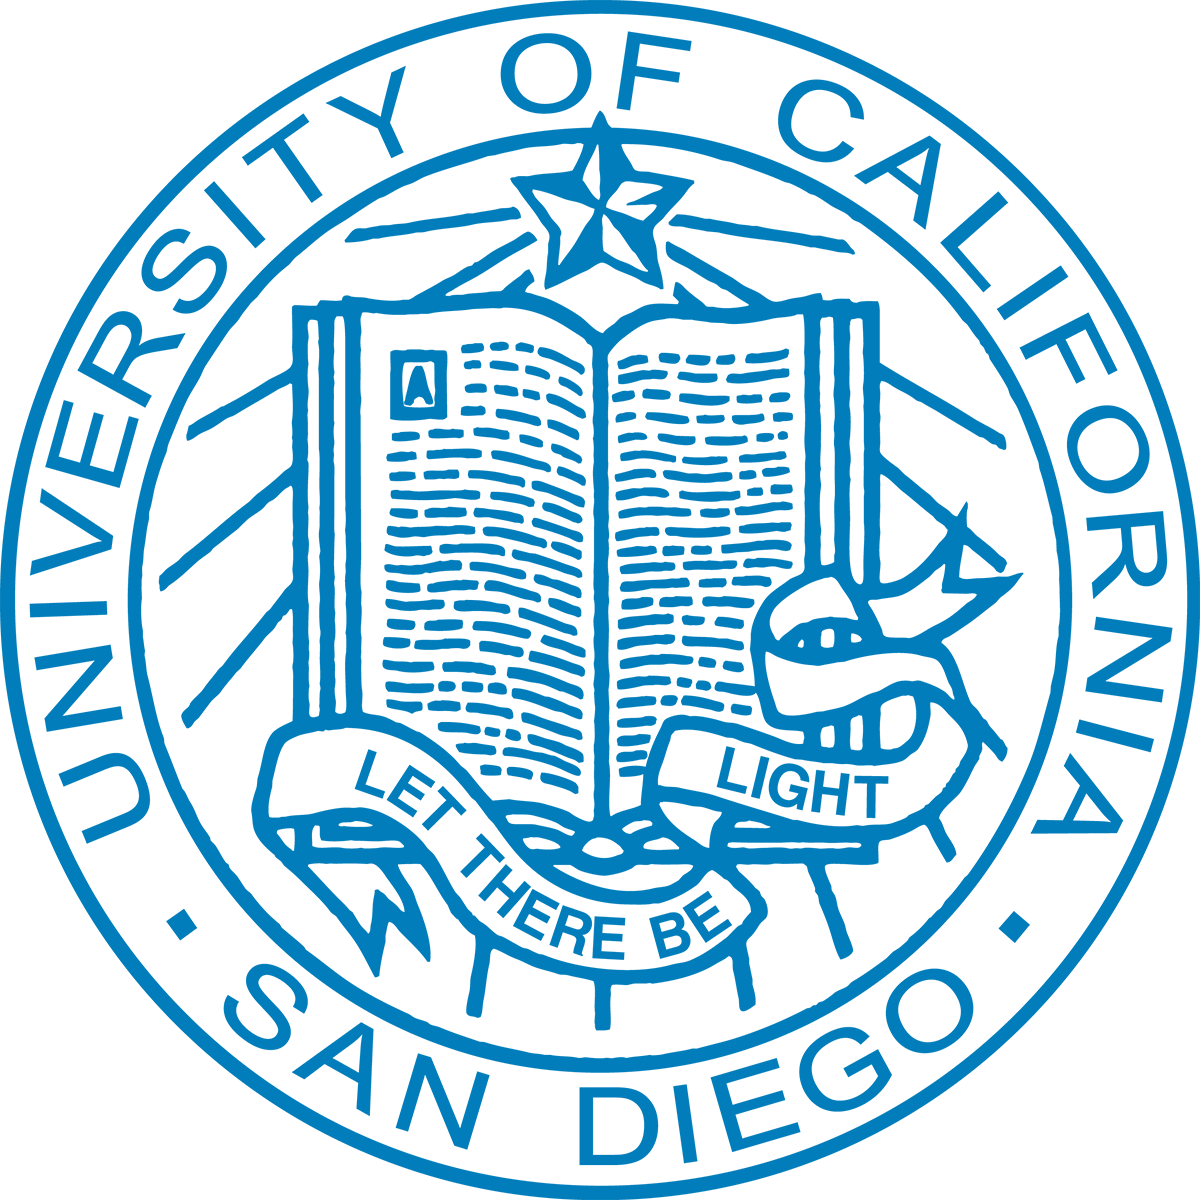 UNIVERSITY OF CALIFORNIA
A
LET THERE BE
LIGHT
· SAN DIEGO ·